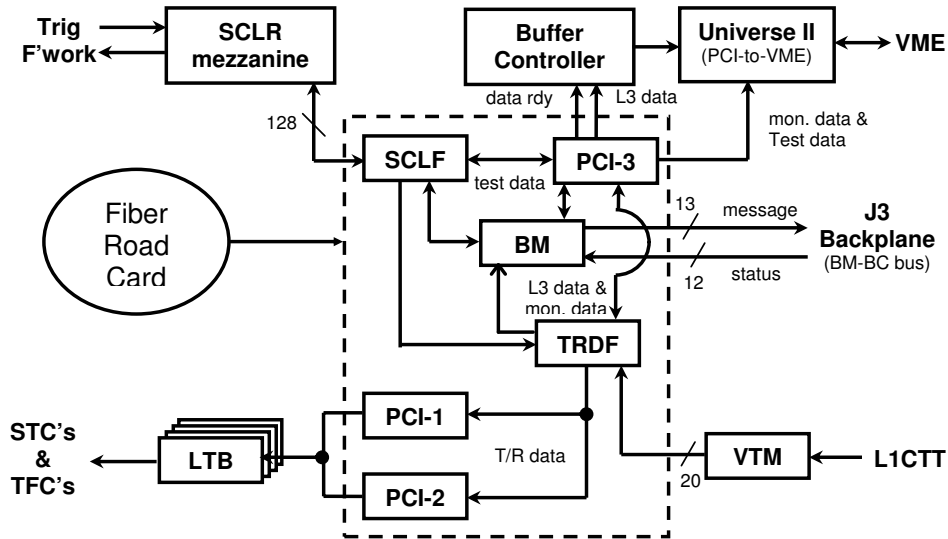 Trig
F'work
SCLR
mezzanine
Buffer
Controller
Universe II
(PCI-to-VME)
VME
data rdy
L3 data
mon. data &
Test data
128
SCLF
test data
PCI-3
Fiber
Road
Card
BM
13
message
12
status
J3
Backplane
(BM-BC bus)
L3 data &
mon. data
TRDF
STC's
&
TFC's
LTB
PCI-1
T/R data
PCI-2
20
VTM
L1CTT